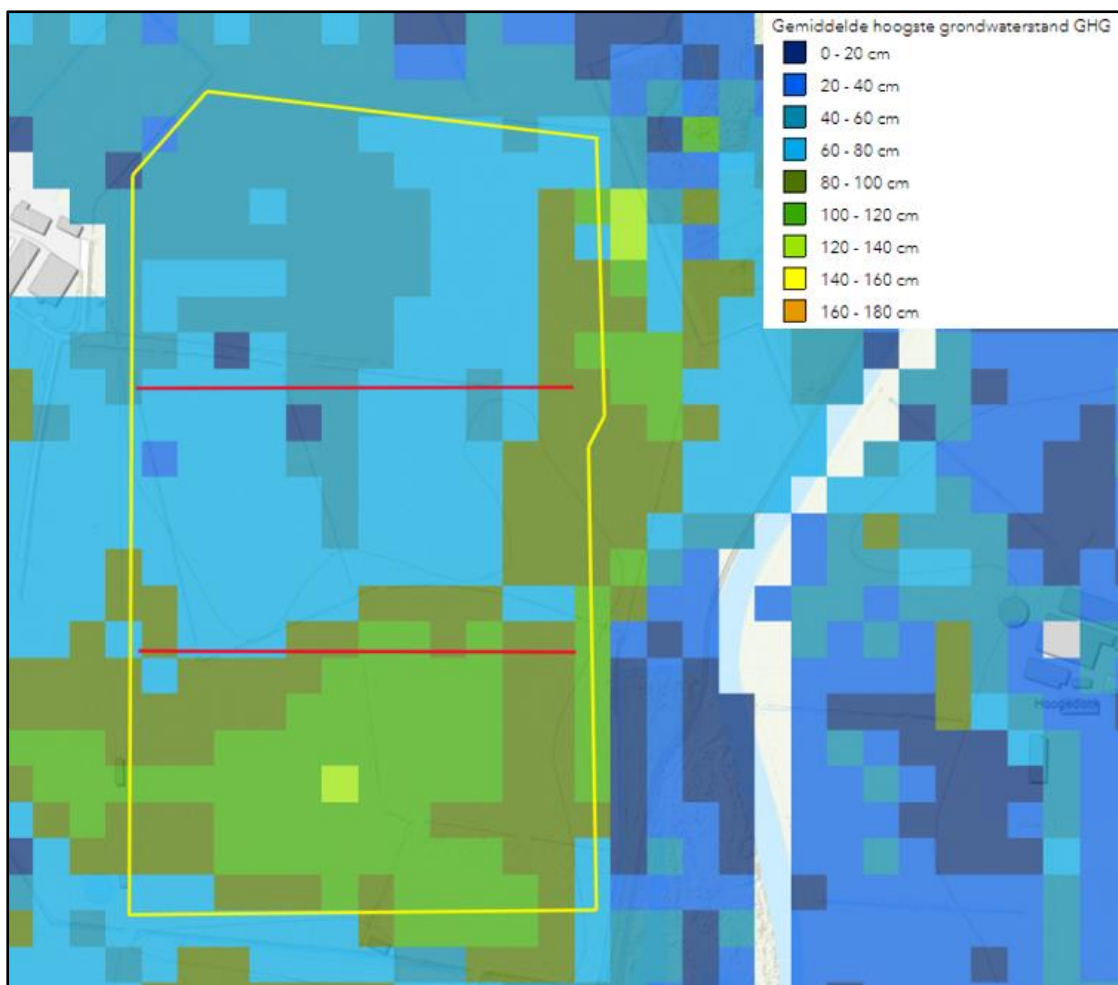 Gemiddelde hoogste grondwaterstand GHG
0 - 20 cm
20 - 40 cm
40 - 60 cm
60 - 80 cm
80 - 100 cm
100 - 120 cm
120 - 140 cm
140 - 160 cm
160 - 180 cm
Hoogedonk